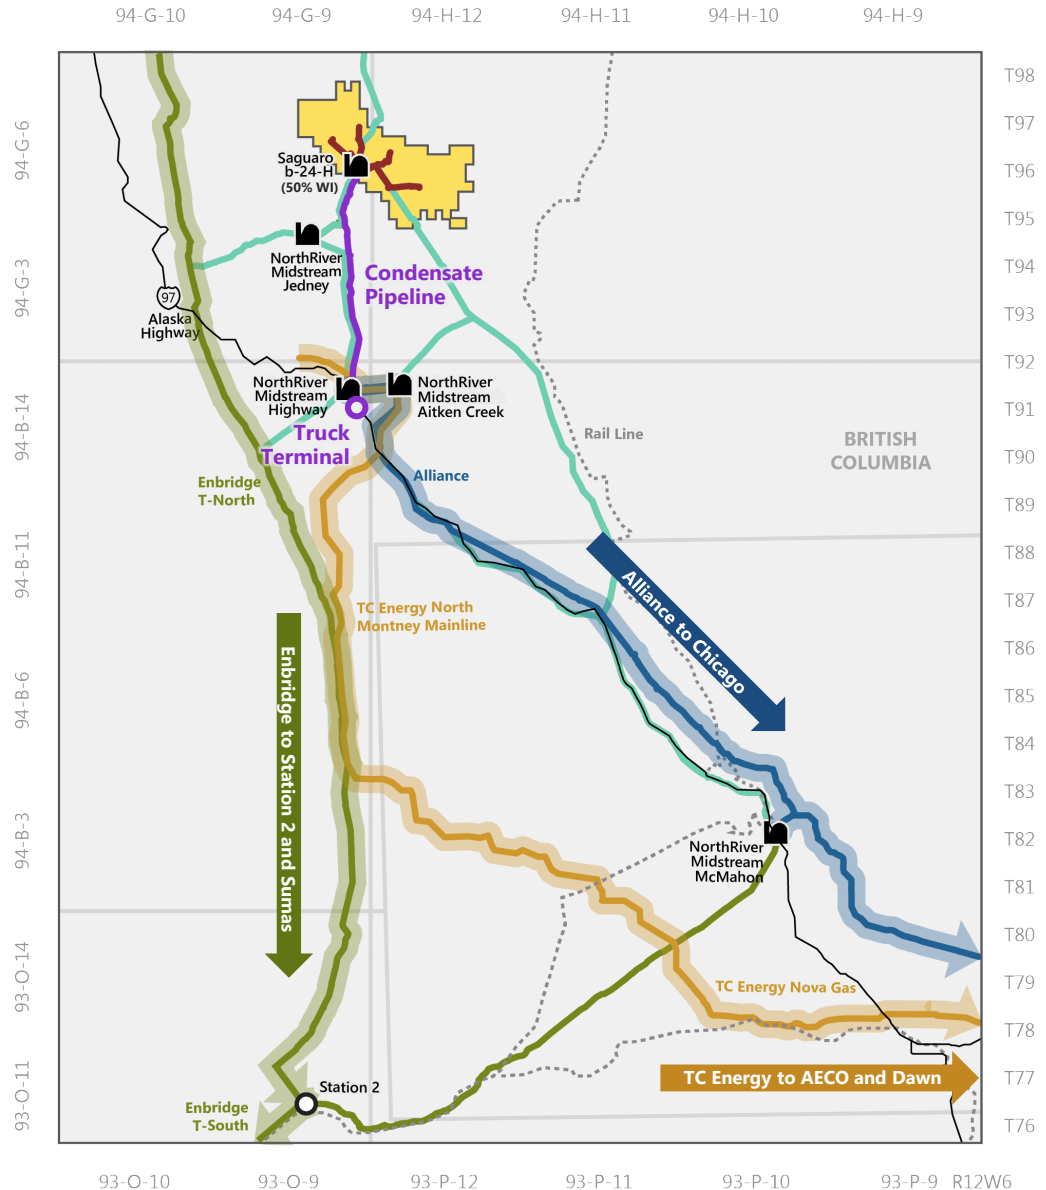 94-G-10
94-G-9
94-H-12
94-H-11
94-H-10
94-H-9
T98
T97
94-G-6
Saguaro
b-24-H
(50% WI)
T96
T95
NorthRiver
Midstream
Jedney
Condensate
Pipeline
T94
94-G-3
97
Alaska
Highway
T93
T92
NorthRiver
Midstream
Highway
NorthRiver
Midstream
Aitken Creek
T91
94-B-14
Truck
Terminal
Rail Line
BRITISH
COLUMBIA
T90
Enbridge
T-North
Alliance
T89
T88
94-B-11
Alliance to Chicago
T87
TC Energy North
Montney Mainline
T86
94-B-6
Enbridge to Station 2 and Sumas
T85
T84
T83
94-B-3
NorthRiver
Midstream
McMahon
T82
T81
T80
93-O-14
TC Energy Nova Gas
T79
T78
TC Energy to AECO and Dawn
T77
93-O-11
Station 2
Enbridge
T-South
T76
93-O-10
93-O-9
93-P-12
93-P-11
93-P-10
93-P-9
R12W6